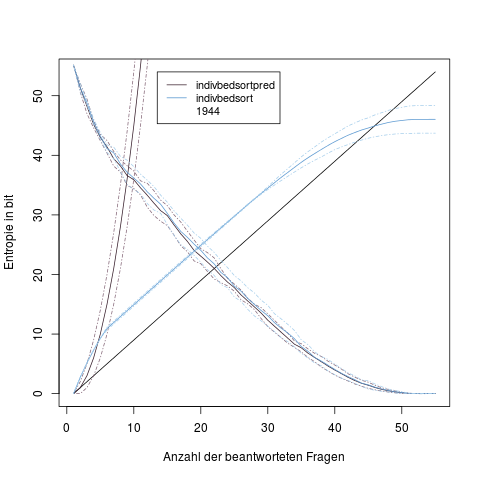 indivbedsortpred
indivbedsort
1944
Entropie in bit
50
40
30
20
10
0
0 10 20 30 40 50
Anzahl der beantworteten Fragen